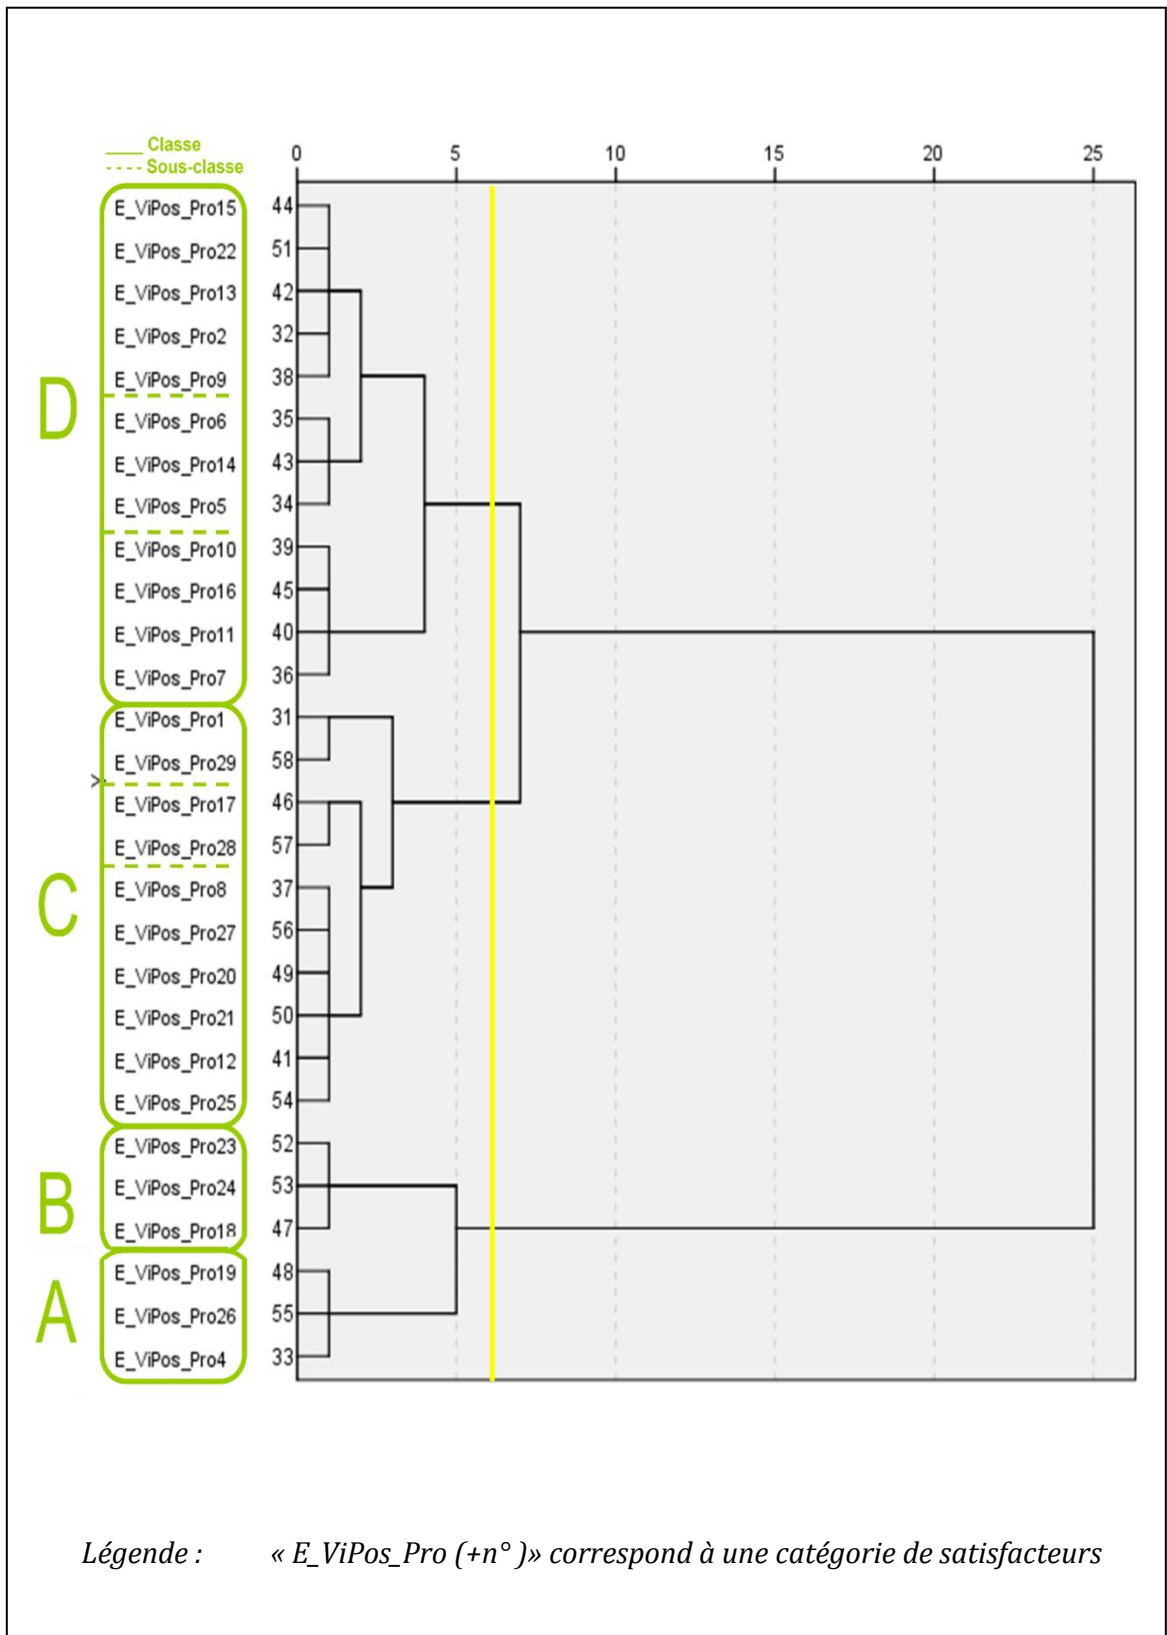 Classe
Sous-classe
0 5 10 15 20 25
E_ViPos_Pro15 44
E_ViPos_Pro22 51
E_ViPos_Pro13 42
E_ViPos_Pro2 32
E_ViPos_Pro9 38
D
E_ViPos_Pro6 35
E_ViPos_Pro14 43
E_ViPos_Pro5 34
E_ViPos_Pro10 39
E_ViPos_Pro16 45
E_ViPos_Pro11 40
E_ViPos_Pro7 36
E_ViPos_Pro1 31
E_ViPos_Pro29 58
E_ViPos_Pro17 46
E_ViPos_Pro28 57
E_ViPos_Pro8 37
C
E_ViPos_Pro27 56
E_ViPos_Pro20 49
E_ViPos_Pro21 50
E_ViPos_Pro12 41
E_ViPos_Pro25 54
E_ViPos_Pro23 52
E_ViPos_Pro24 53
B
E_ViPos_Pro18 47
E_ViPos_Pro19 48
A
E_ViPos_Pro26 55
E_ViPos_Pro4 33
Légende : « E_ViPos_Pro (+n° )» correspond à une catégorie de satisfacteurs